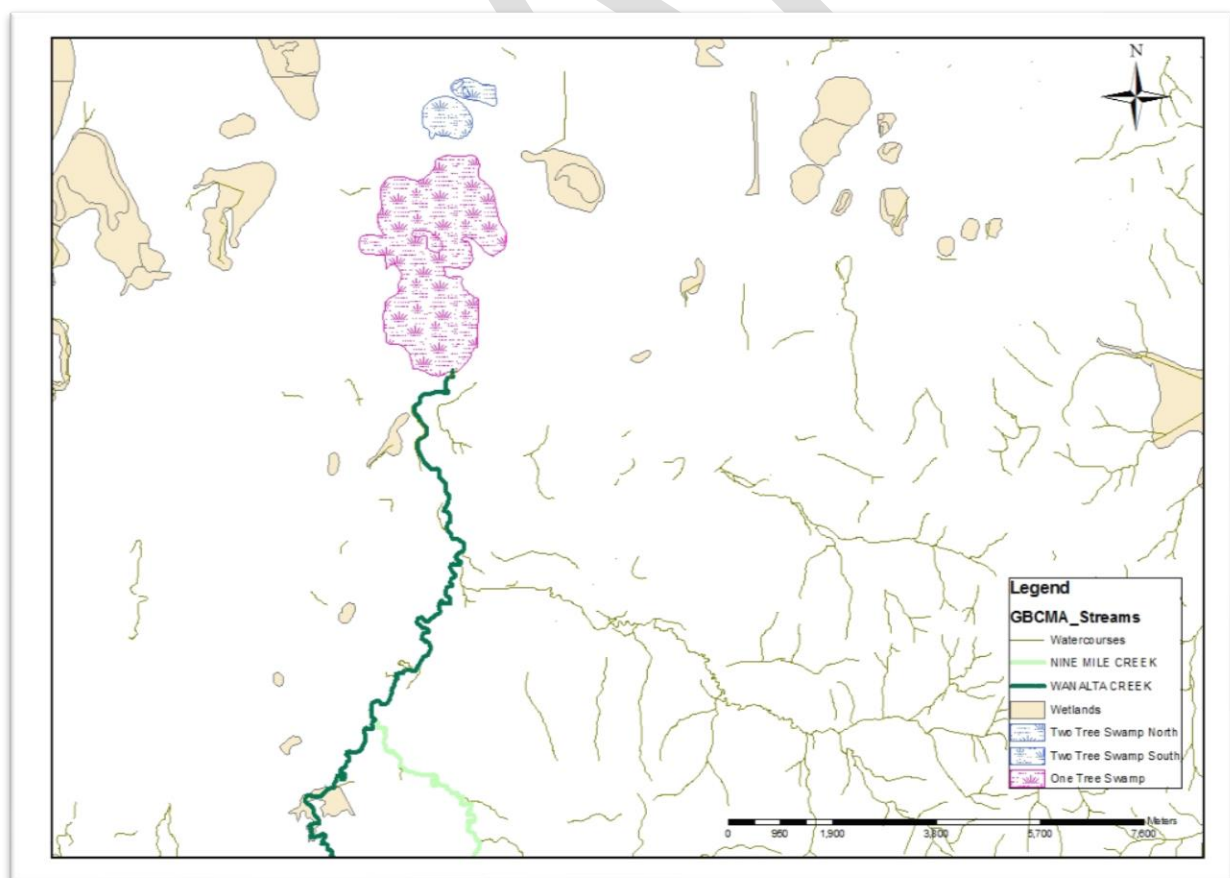 N
Legend
GBCMA_Streams
Watercourses
NINE MILE CREEK
WANALTA CREEK
Wetlands
Two Tree Swamp North
Two Tree Swamp South
One Tree Swamp
Meters
0 950 1,900 3,800 5,700 7,600